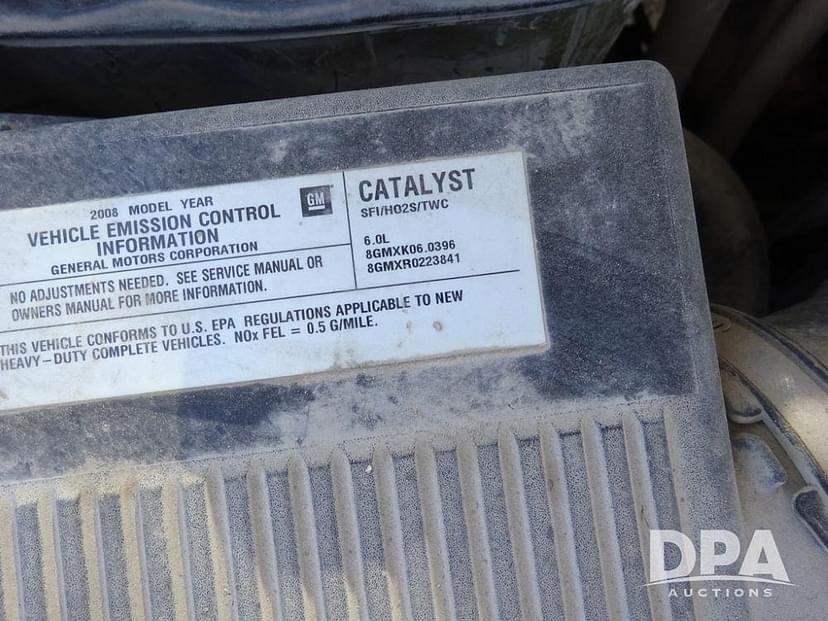 2008 MODEL YEAR
VEHICLE EMISSION CONTROL
INFORMATION
GENERAL MOTORS CORPORATION
GM
CATALYST
SFI/HO2S/TWC
6.0L
8GMXK06.0396
8GMXR0223841
NO ADJUSTMENTS NEEDED. SEE SERVICE MANUAL OR
OWNERS MANUAL FOR MORE INFORMATION.
THIS VEHICLE CONFORMS TO U.S. EPA REGULATIONS APPLICABLE TO NEW
HEAVY-DUTY COMPLETE VEHICLES. NOx FEL = 0.5 G/MILE.
DPA
AUCTIONS